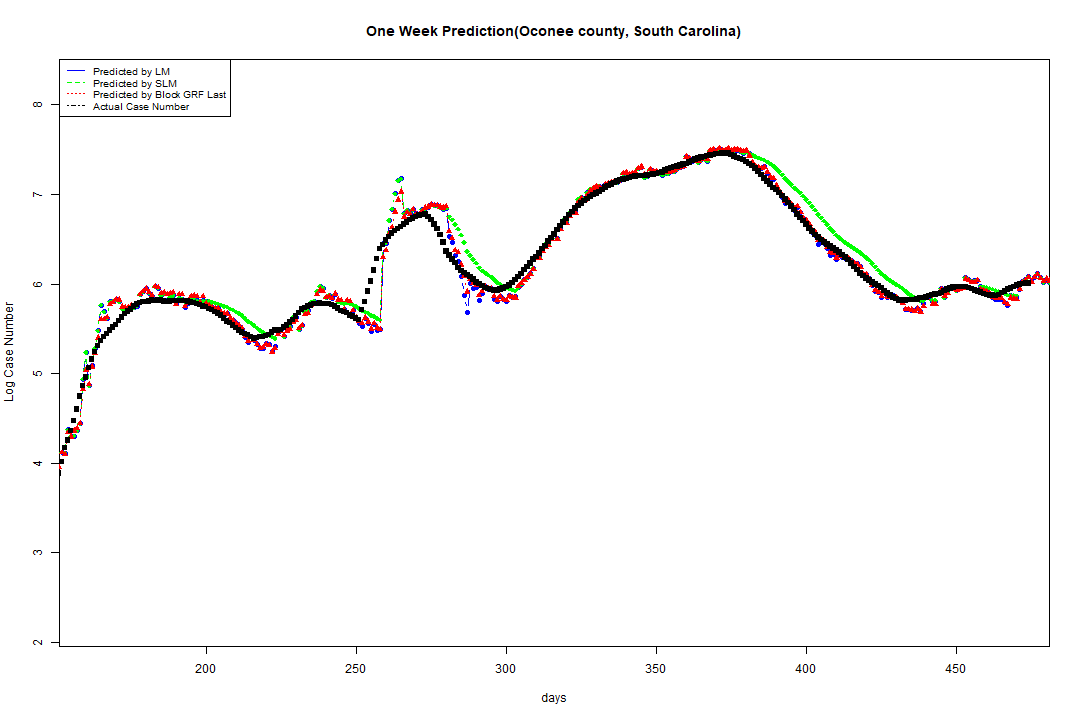 One Week Prediction(Oconee county, South Carolina)
Predicted by LM
Predicted by SLM
Predicted by Block GRF Last
Actual Case Number
8
7
6
5
4
3
2
Log Case Number
200 250 300 350 400 450
days